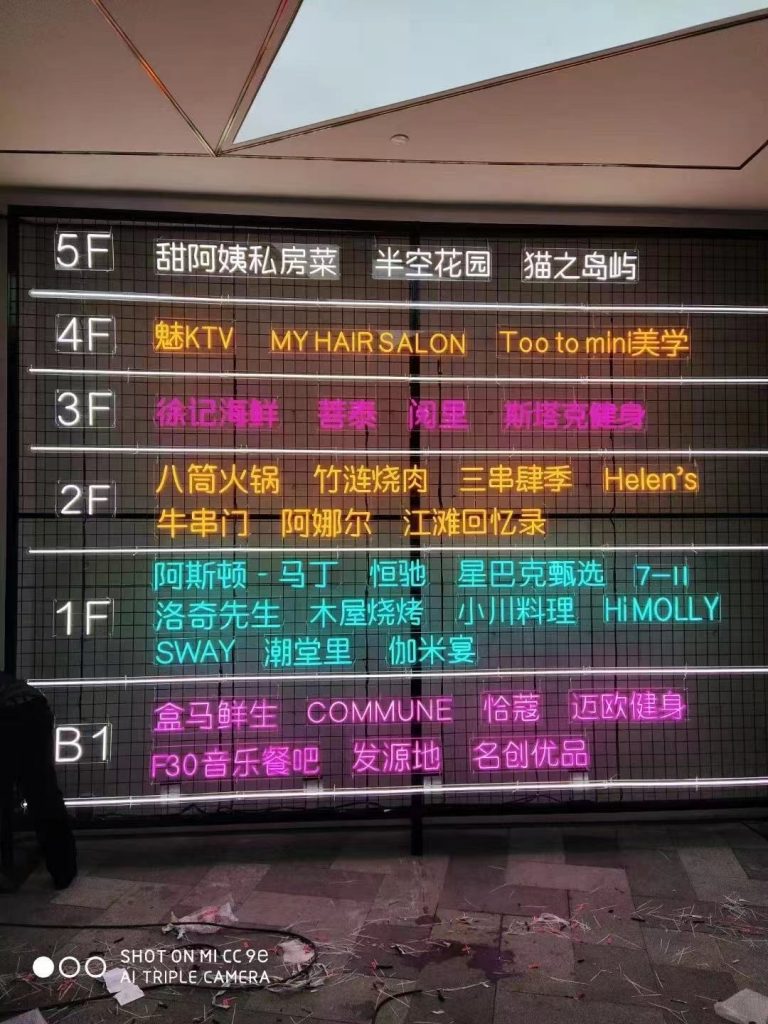 5F 甜阿姨私房菜 半空花园 猫之岛屿
4F 魅KTV MY HAIR SALON Too to mini美学
3F 徐记海鲜 菩泰 阅里 斯塔克健身
2F 八筒火锅 竹涟烧肉 三串肆季 Helen's
牛串门 阿娜尔 江滩回忆录
1F 阿斯顿-马丁 恒驰 星巴克甄选 7-11
洛奇先生 木屋烧烤 小川料理 Hi MOLLY
SWAY 潮堂里 伽米宴
B1 盒马鲜生 COMMUNE 恰蔻 迈欧健身
F30音乐餐吧 发源地 名创优品
SHOT ON MI CC 9e
AI TRIPLE CAMERA